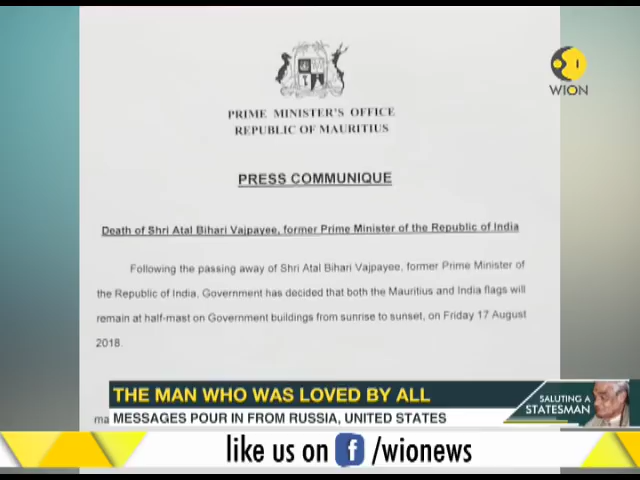 WION
PRIME MINISTER'S OFFICE
REPUBLIC OF MAURITIUS
PRESS COMMUNIQUE
Death of Shri Atal Bihari Vajpayee, former Prime Minister of the Republic of India
Following the passing away of Shri Atal Bihari Vajpayee, former Prime Minister of
the Republic of India, Government has decided that both the Mauritius and India flags will
remain at half-mast on Government buildings from sunrise to sunset, on Friday 17 August
2018.
THE MAN WHO WAS LOVED BY ALL
MESSAGES POUR IN FROM RUSSIA, UNITED STATES
SALUTING A
STATESMAN
like us on f /wionews